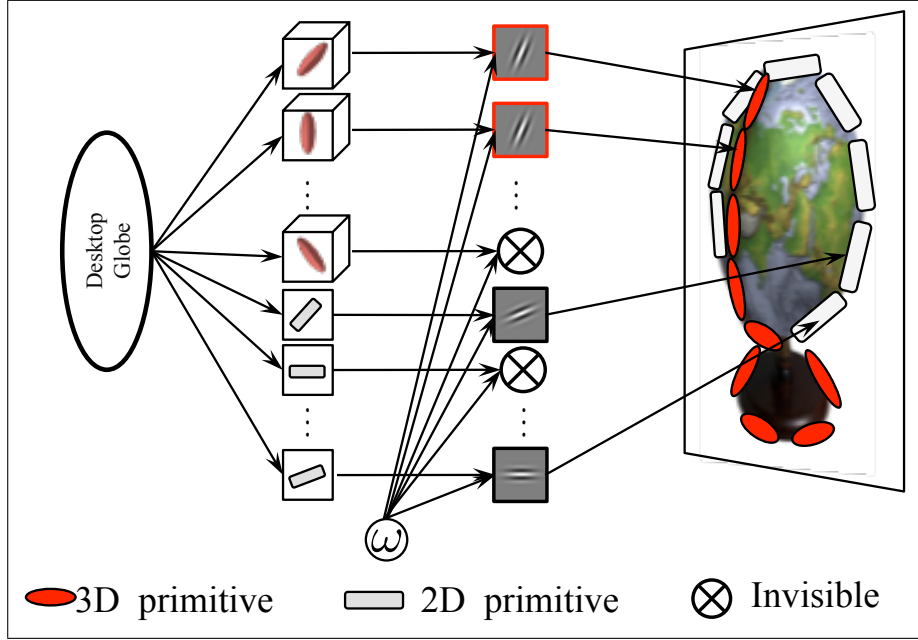 Desktop
Globe
ω
3D primitive
2D primitive
Invisible